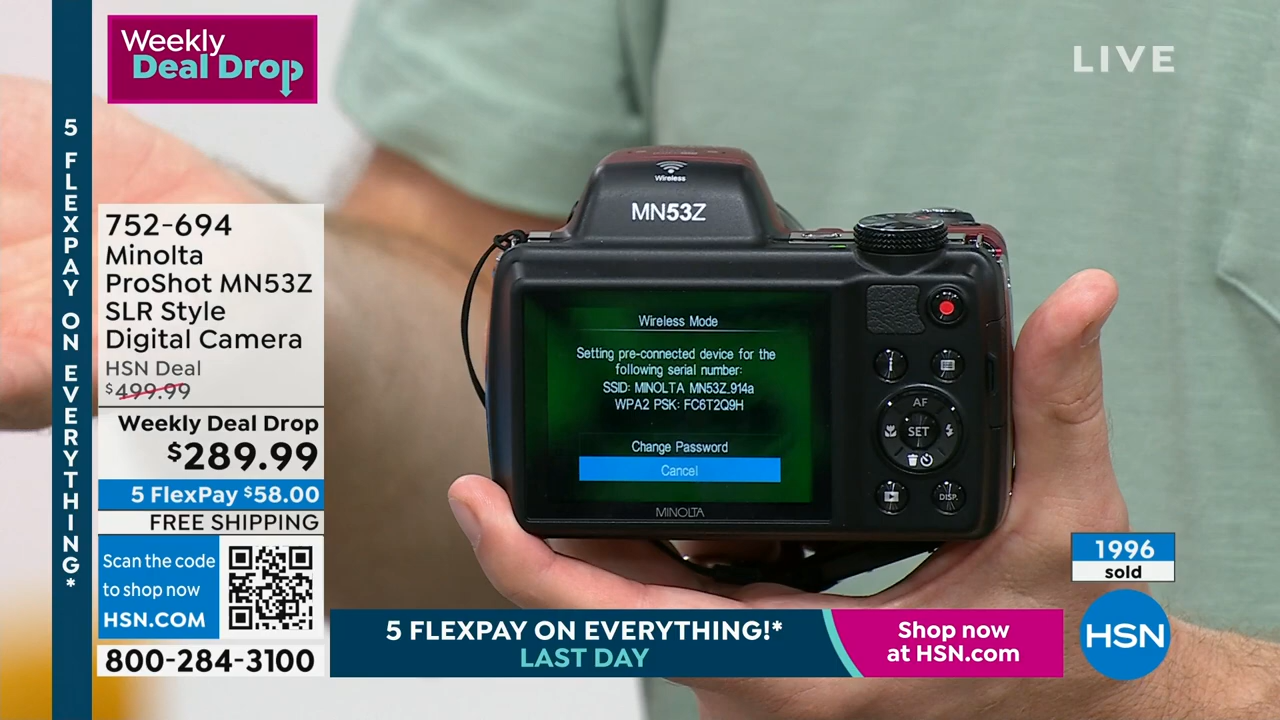 Weekly
Deal Drop
LIVE
5 FLEXPAY ON EVERYTHING!*
752-694
Minolta
ProShot MN53Z
SLR Style
Digital Camera
HSN Deal
$499.99
Weekly Deal Drop
$289.99
5 FlexPay $58.00
FREE SHIPPING
Scan the code
to shop now
HSN.COM
800-284-3100
Wireless
MN53Z
Wireless Mode
Setting pre-connected device for the
following serial number:
SSID: MINOLTA MN53Z_914a
WPA2 PSK: FC6T2Q9H
Change Password
Cancel
MINOLTA
i
AF
SET
DISP.
1996
sold
5 FLEXPAY ON EVERYTHING!*
LAST DAY
Shop now
at HSN.com
HSN